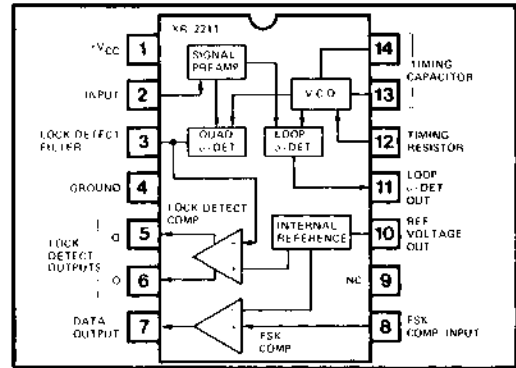 XR 2211
+VCC 1
INPUT 2
LOCK DETECT
FILTER 3
GROUND 4
LOCK
DETECT
OUTPUTS
Q 5
Q 6
DATA
OUTPUT 7
SIGNAL
PREAMP
QUAD
φ-DET
LOOP
φ-DET
V.C.O.
LOCK DETECT
COMP
INTERNAL
REFERENCE
FSK
COMP
14
TIMING
CAPACITOR
13
12 TIMING
RESISTOR
11 LOOP
φ-DET
OUT
10 REF
VOLTAGE
OUT
NC 9
8 FSK
COMP INPUT